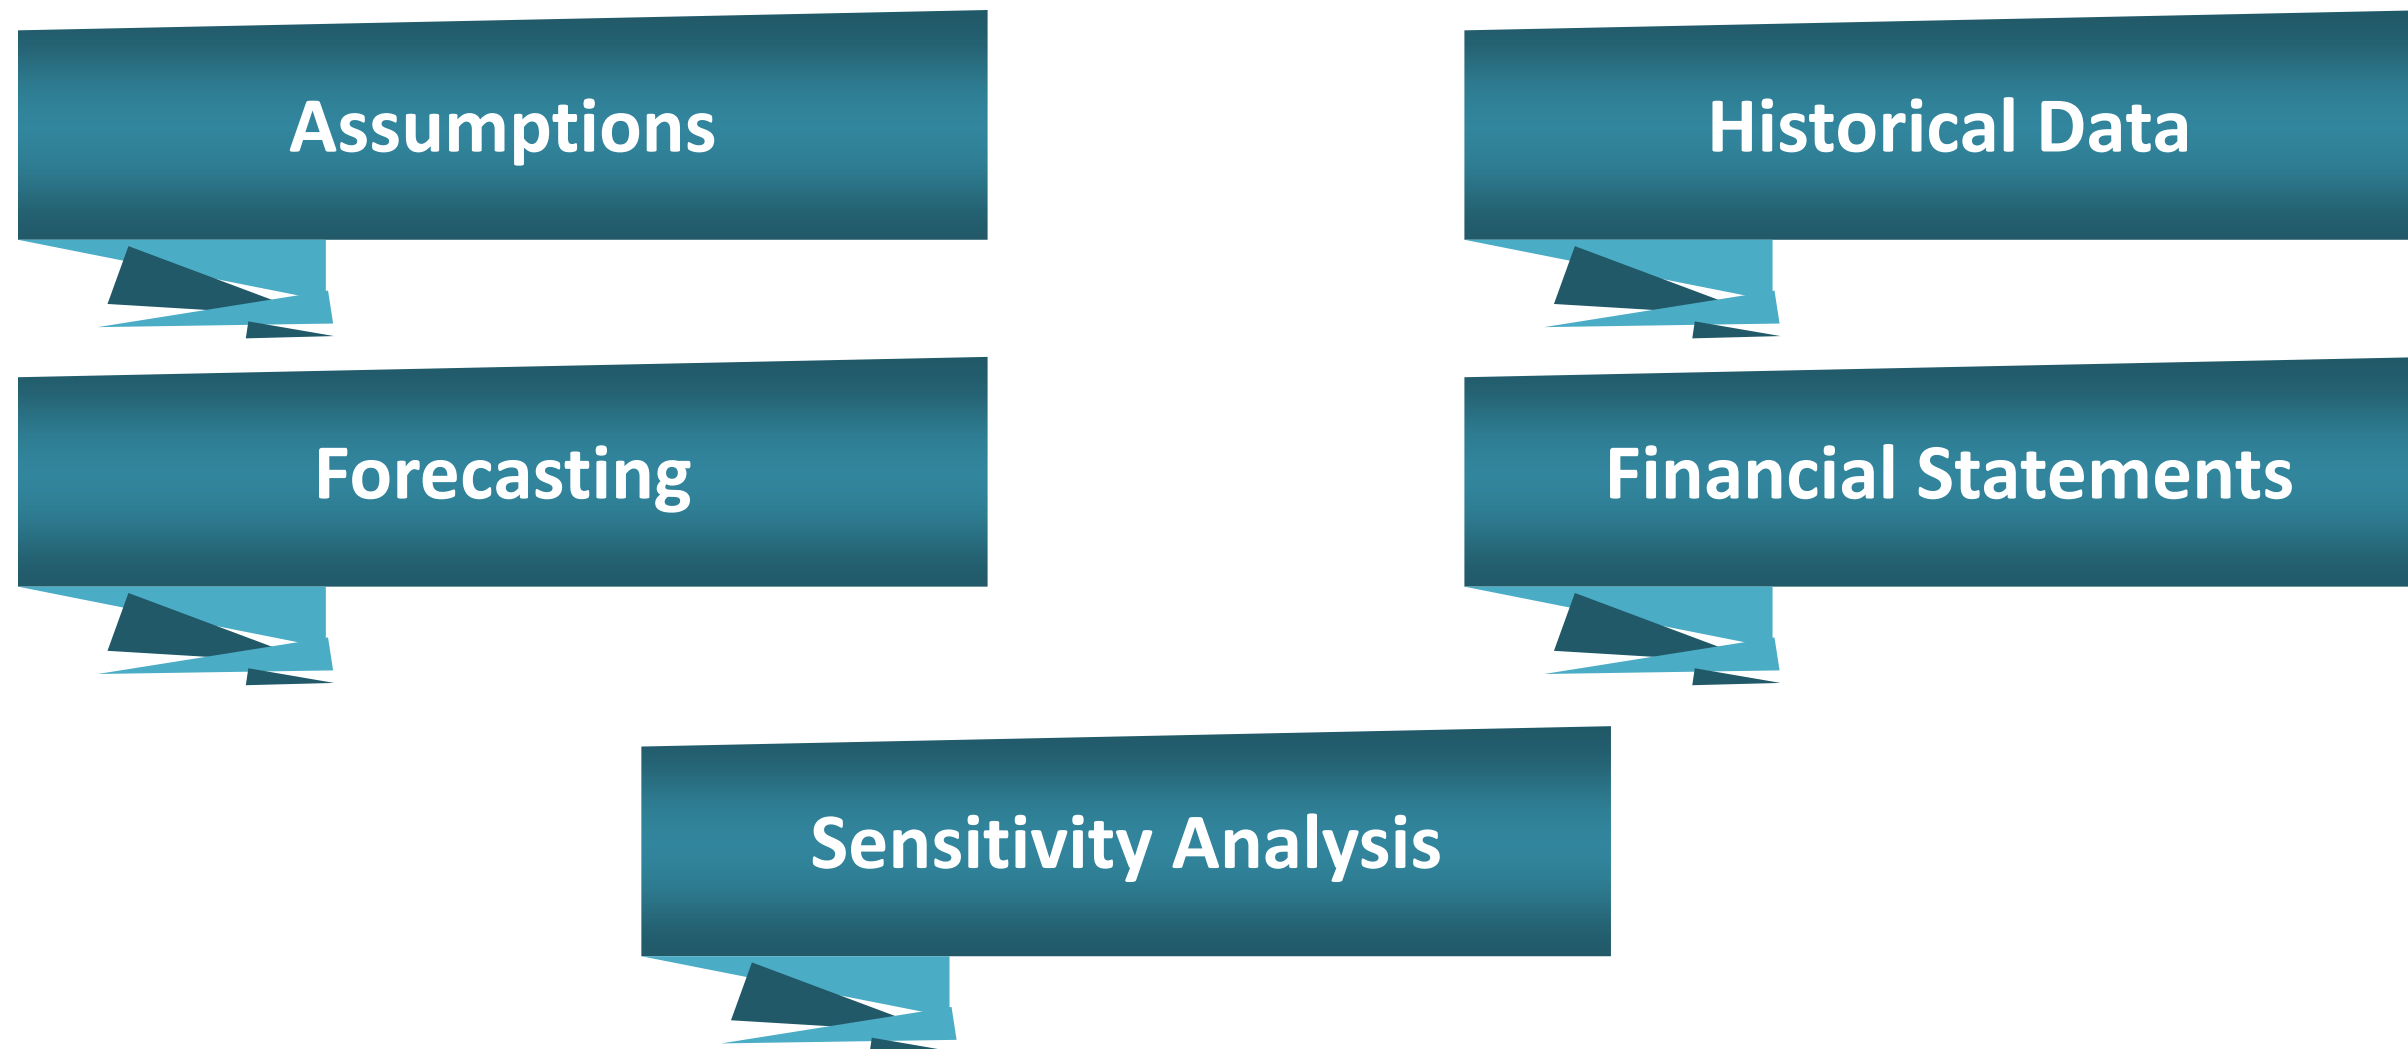 Assumptions
Historical Data
Forecasting
Financial Statements
Sensitivity Analysis